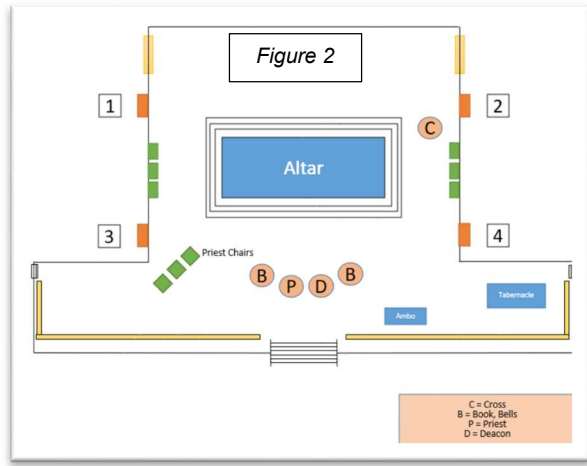 Figure 2
1
2
C
Altar
3
4
Priest Chairs
B
P
D
B
Tabernacle
Ambo
C = Cross
B = Book, Bells
P = Priest
D = Deacon